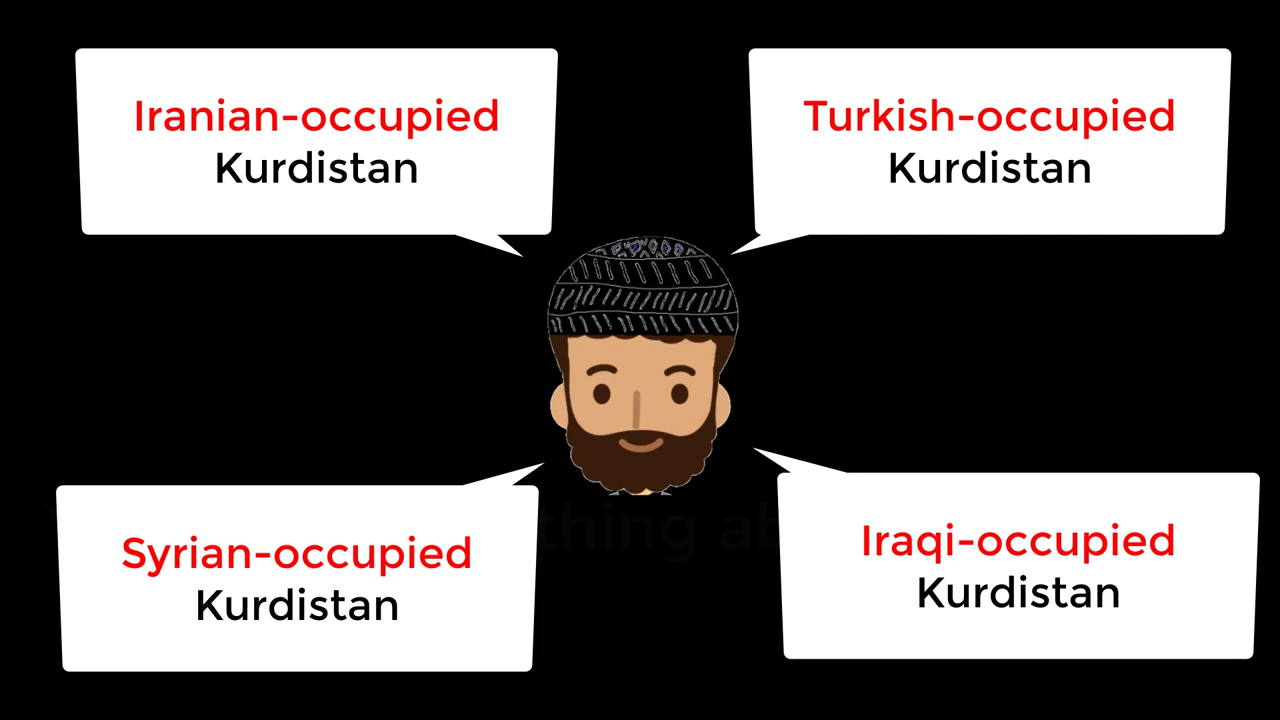 Iranian-occupied
Kurdistan
Turkish-occupied
Kurdistan
Syrian-occupied
Kurdistan
Iraqi-occupied
Kurdistan